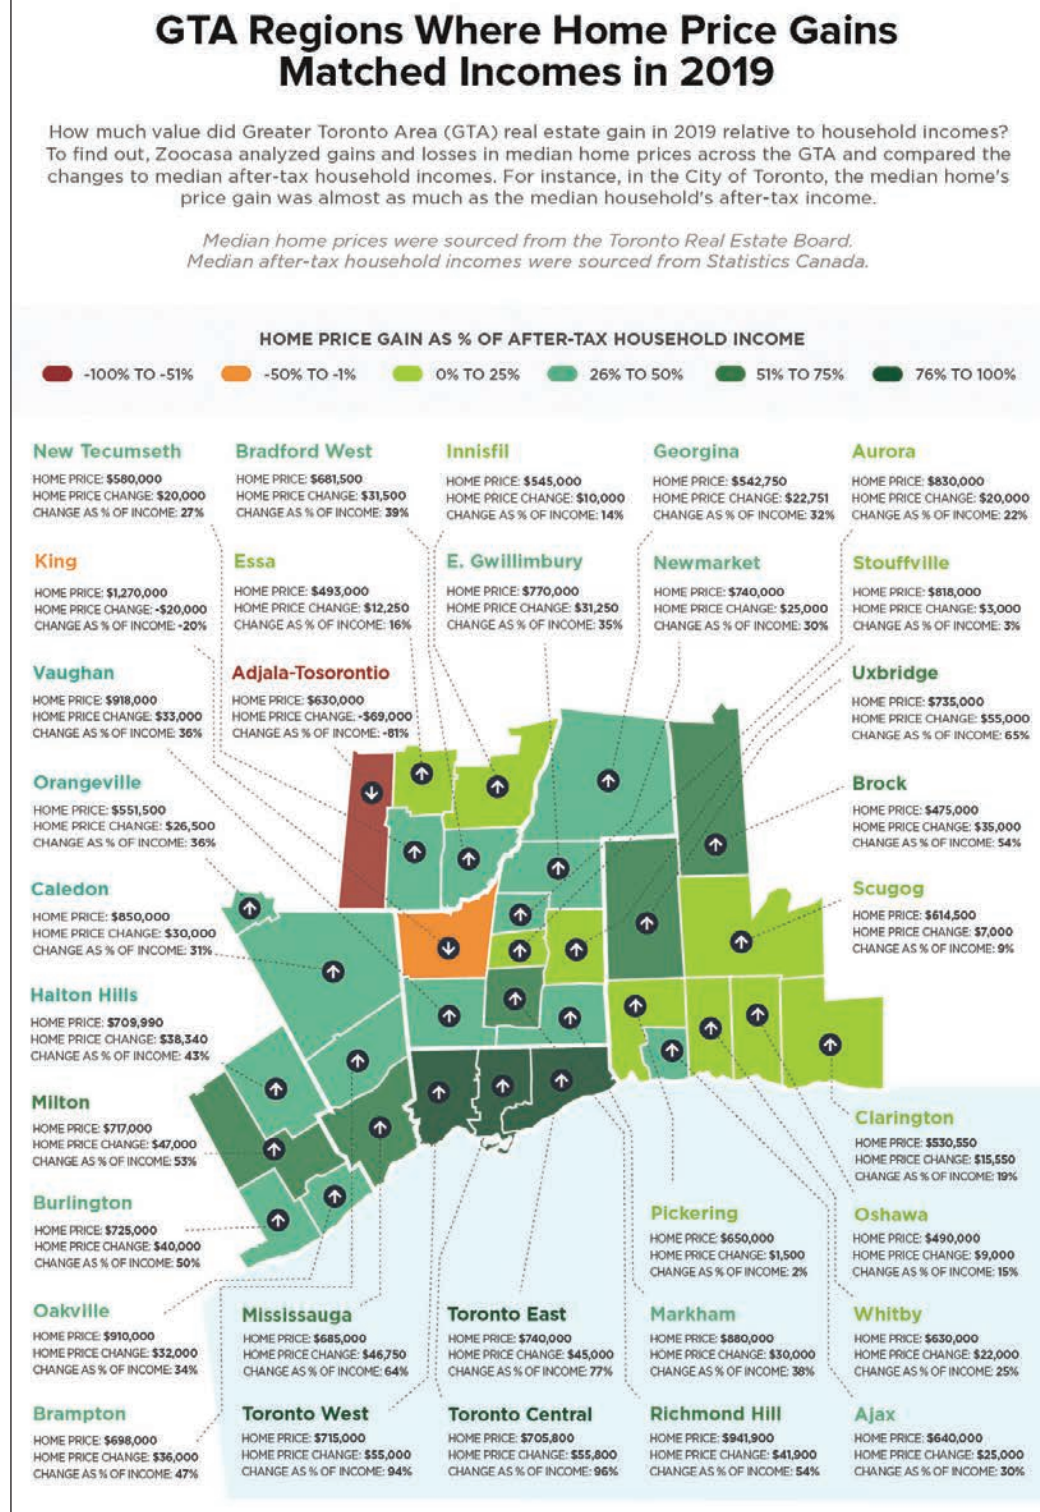 GTA Regions Where Home Price Gains
Matched Incomes in 2019
How much value did Greater Toronto Area (GTA) real estate gain in 2019 relative to household incomes?
To find out, Zoocasa analyzed gains and losses in median home prices across the GTA and compared the
changes to median after-tax household incomes. For instance, in the City of Toronto, the median home's
price gain was almost as much as the median household's after-tax income.
Median home prices were sourced from the Toronto Real Estate Board.
Median after-tax household incomes were sourced from Statistics Canada.
HOME PRICE GAIN AS % OF AFTER-TAX HOUSEHOLD INCOME
-100% TO -51%
-50% TO -1%
0% TO 25%
26% TO 50%
51% TO 75%
76% TO 100%
New Tecumseth
HOME PRICE: $580,000
HOME PRICE CHANGE: $20,000
CHANGE AS % OF INCOME: 27%
Bradford West
HOME PRICE: $681,500
HOME PRICE CHANGE: $31,500
CHANGE AS % OF INCOME: 39%
Innisfil
HOME PRICE: $545,000
HOME PRICE CHANGE: $10,000
CHANGE AS % OF INCOME: 14%
Georgina
HOME PRICE: $542,750
HOME PRICE CHANGE: $22,751
CHANGE AS % OF INCOME: 32%
Aurora
HOME PRICE: $830,000
HOME PRICE CHANGE: $20,000
CHANGE AS % OF INCOME: 22%
King
HOME PRICE: $1,270,000
HOME PRICE CHANGE: -$20,000
CHANGE AS % OF INCOME: -20%
Essa
HOME PRICE: $493,000
HOME PRICE CHANGE: $12,250
CHANGE AS % OF INCOME: 16%
E. Gwillimbury
HOME PRICE: $770,000
HOME PRICE CHANGE: $31,250
CHANGE AS % OF INCOME: 35%
Newmarket
HOME PRICE: $740,000
HOME PRICE CHANGE: $25,000
CHANGE AS % OF INCOME: 30%
Stouffville
HOME PRICE: $818,000
HOME PRICE CHANGE: $3,000
CHANGE AS % OF INCOME: 3%
Vaughan
HOME PRICE: $918,000
HOME PRICE CHANGE: $33,000
CHANGE AS % OF INCOME: 36%
Adjala-Tosorontio
HOME PRICE: $630,000
HOME PRICE CHANGE: -$69,000
CHANGE AS % OF INCOME: -81%
Uxbridge
HOME PRICE: $735,000
HOME PRICE CHANGE: $55,000
CHANGE AS % OF INCOME: 65%
Orangeville
HOME PRICE: $551,500
HOME PRICE CHANGE: $26,500
CHANGE AS % OF INCOME: 36%
Brock
HOME PRICE: $475,000
HOME PRICE CHANGE: $35,000
CHANGE AS % OF INCOME: 54%
Caledon
HOME PRICE: $850,000
HOME PRICE CHANGE: $30,000
CHANGE AS % OF INCOME: 31%
Scugog
HOME PRICE: $614,500
HOME PRICE CHANGE: $7,000
CHANGE AS % OF INCOME: 9%
Halton Hills
HOME PRICE: $709,990
HOME PRICE CHANGE: $38,340
CHANGE AS % OF INCOME: 43%
Milton
HOME PRICE: $717,000
HOME PRICE CHANGE: $47,000
CHANGE AS % OF INCOME: 53%
Clarington
HOME PRICE: $530,550
HOME PRICE CHANGE: $15,550
CHANGE AS % OF INCOME: 19%
Burlington
HOME PRICE: $725,000
HOME PRICE CHANGE: $40,000
CHANGE AS % OF INCOME: 50%
Pickering
HOME PRICE: $650,000
HOME PRICE CHANGE: $1,500
CHANGE AS % OF INCOME: 2%
Oshawa
HOME PRICE: $490,000
HOME PRICE CHANGE: $9,000
CHANGE AS % OF INCOME: 15%
Oakville
HOME PRICE: $910,000
HOME PRICE CHANGE: $32,000
CHANGE AS % OF INCOME: 34%
Mississauga
HOME PRICE: $685,000
HOME PRICE CHANGE: $46,750
CHANGE AS % OF INCOME: 64%
Toronto East
HOME PRICE: $740,000
HOME PRICE CHANGE: $45,000
CHANGE AS % OF INCOME: 77%
Markham
HOME PRICE: $880,000
HOME PRICE CHANGE: $30,000
CHANGE AS % OF INCOME: 38%
Whitby
HOME PRICE: $630,000
HOME PRICE CHANGE: $22,000
CHANGE AS % OF INCOME: 25%
Brampton
HOME PRICE: $698,000
HOME PRICE CHANGE: $36,000
CHANGE AS % OF INCOME: 47%
Toronto West
HOME PRICE: $715,000
HOME PRICE CHANGE: $55,000
CHANGE AS % OF INCOME: 94%
Toronto Central
HOME PRICE: $705,800
HOME PRICE CHANGE: $55,800
CHANGE AS % OF INCOME: 96%
Richmond Hill
HOME PRICE: $941,900
HOME PRICE CHANGE: $41,900
CHANGE AS % OF INCOME: 54%
Ajax
HOME PRICE: $640,000
HOME PRICE CHANGE: $25,000
CHANGE AS % OF INCOME: 30%